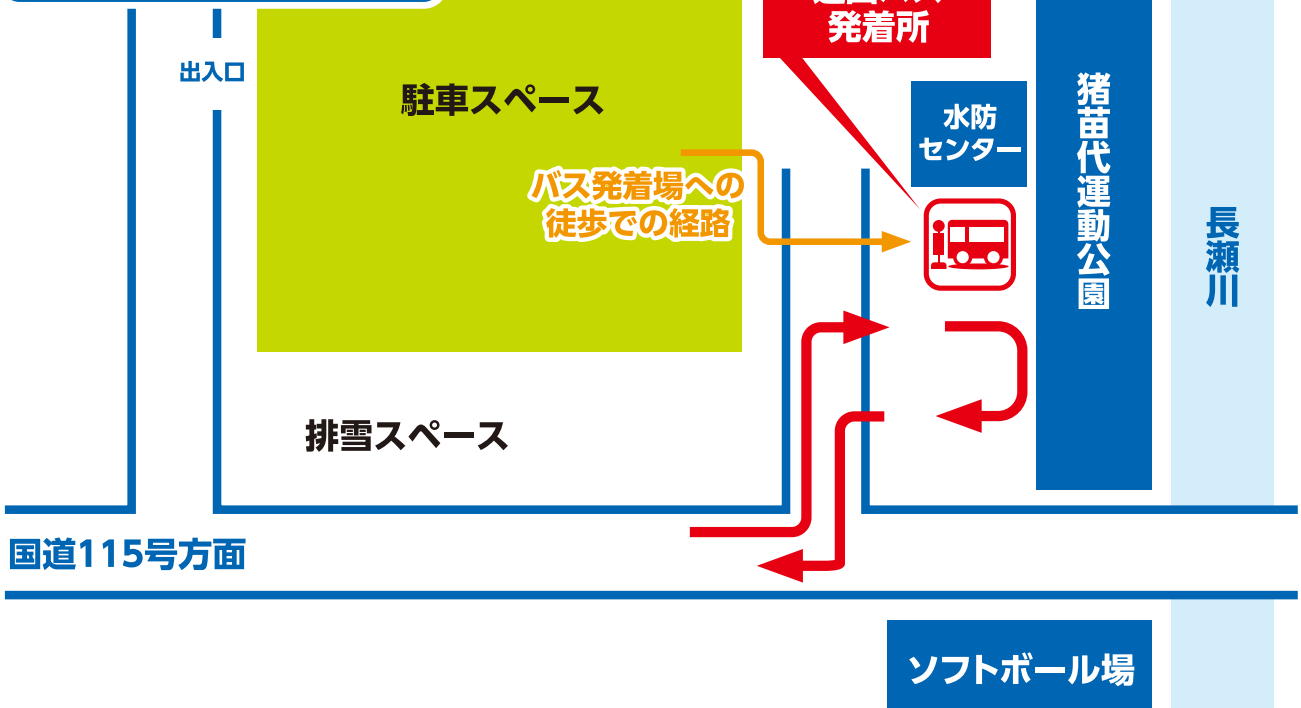 発着所
出入口
駐車スペース
水防
センター
猪苗代運動公園
バス発着場への
徒歩での経路
長瀬川
排雪スペース
国道115号方面
ソフトボール場